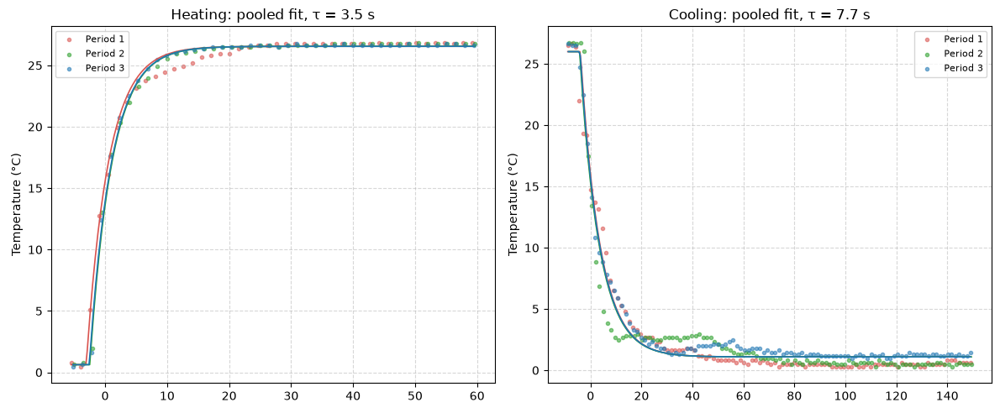 Heating: pooled fit, τ = 3.5 s
Period 1
Period 2
Period 3
Temperature (°C)
25
20
15
10
5
0
0
10
20
30
40
50
60
Cooling: pooled fit, τ = 7.7 s
Period 1
Period 2
Period 3
Temperature (°C)
25
20
15
10
5
0
0
20
40
60
80
100
120
140